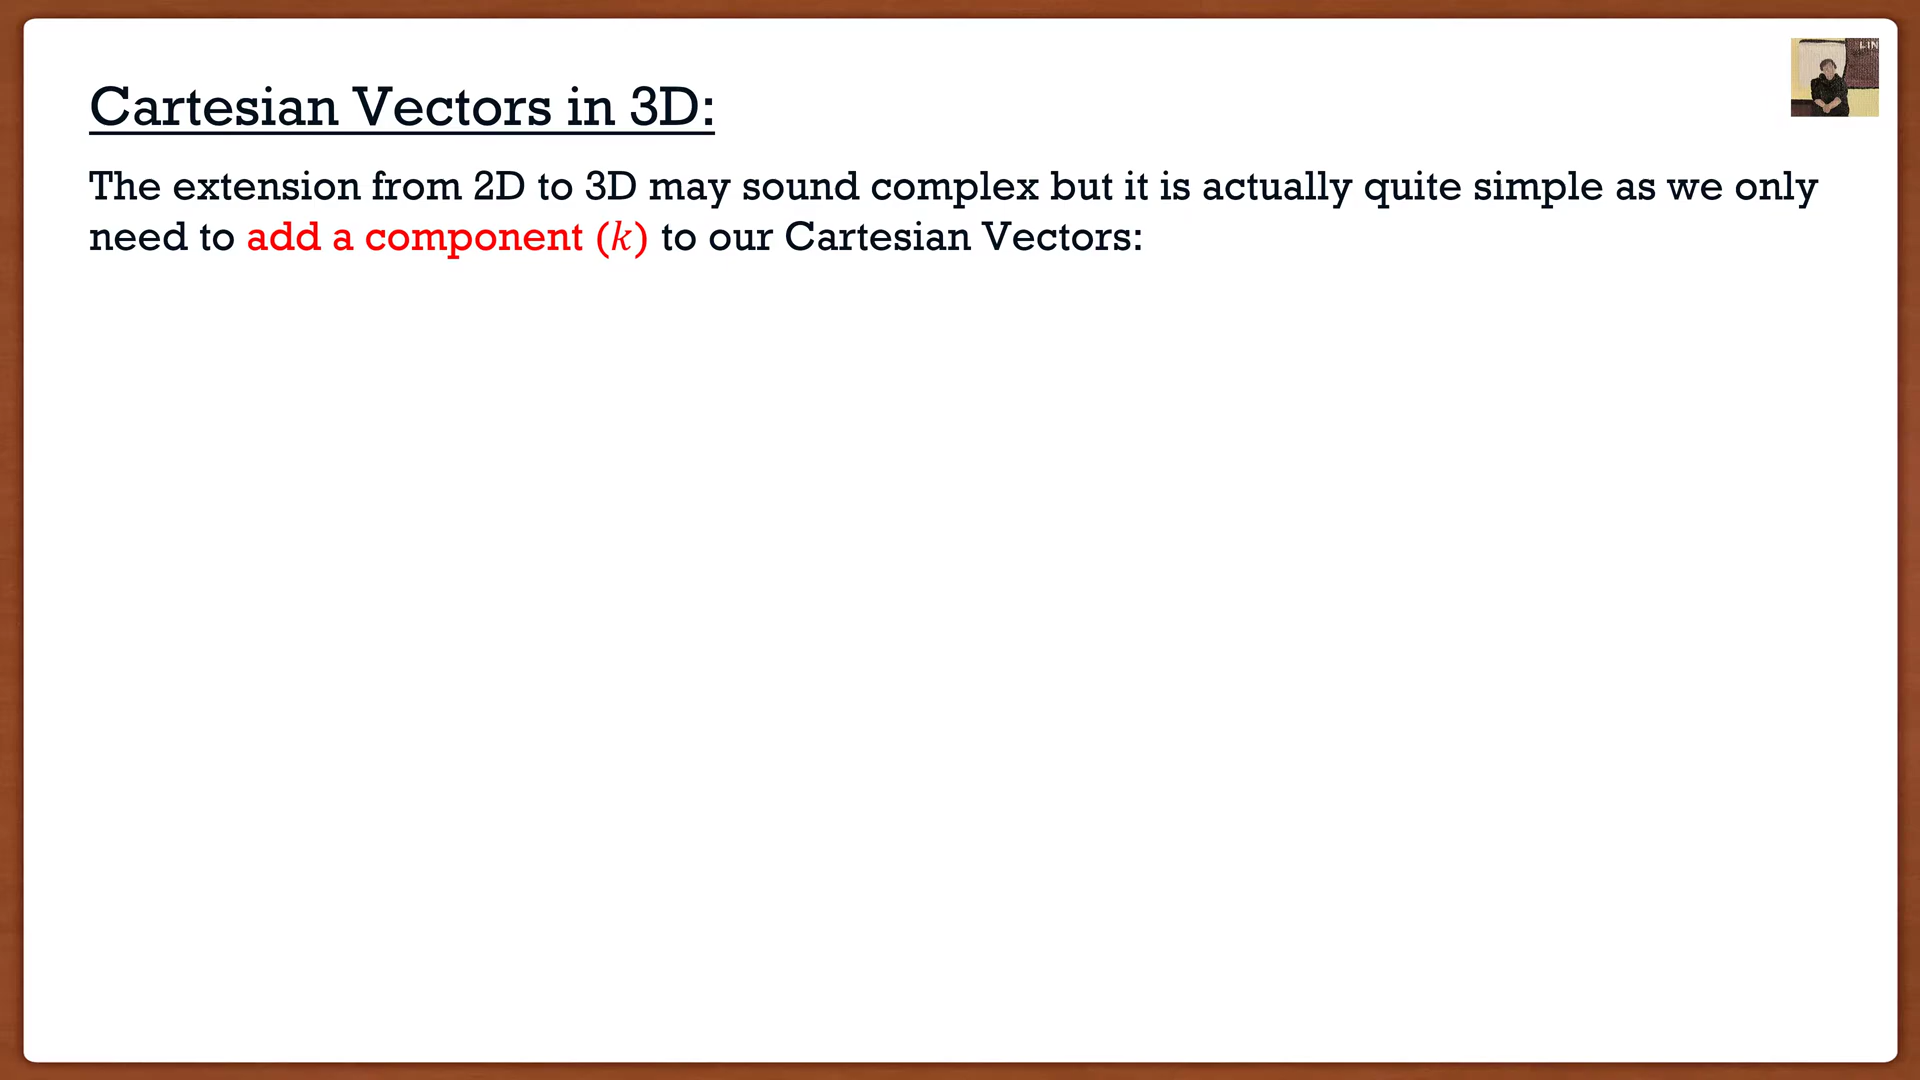 Cartesian Vectors in 3D:
The extension from 2D to 3D may sound complex but it is actually quite simple as we only
need to add a component (k) to our Cartesian Vectors:
LIN